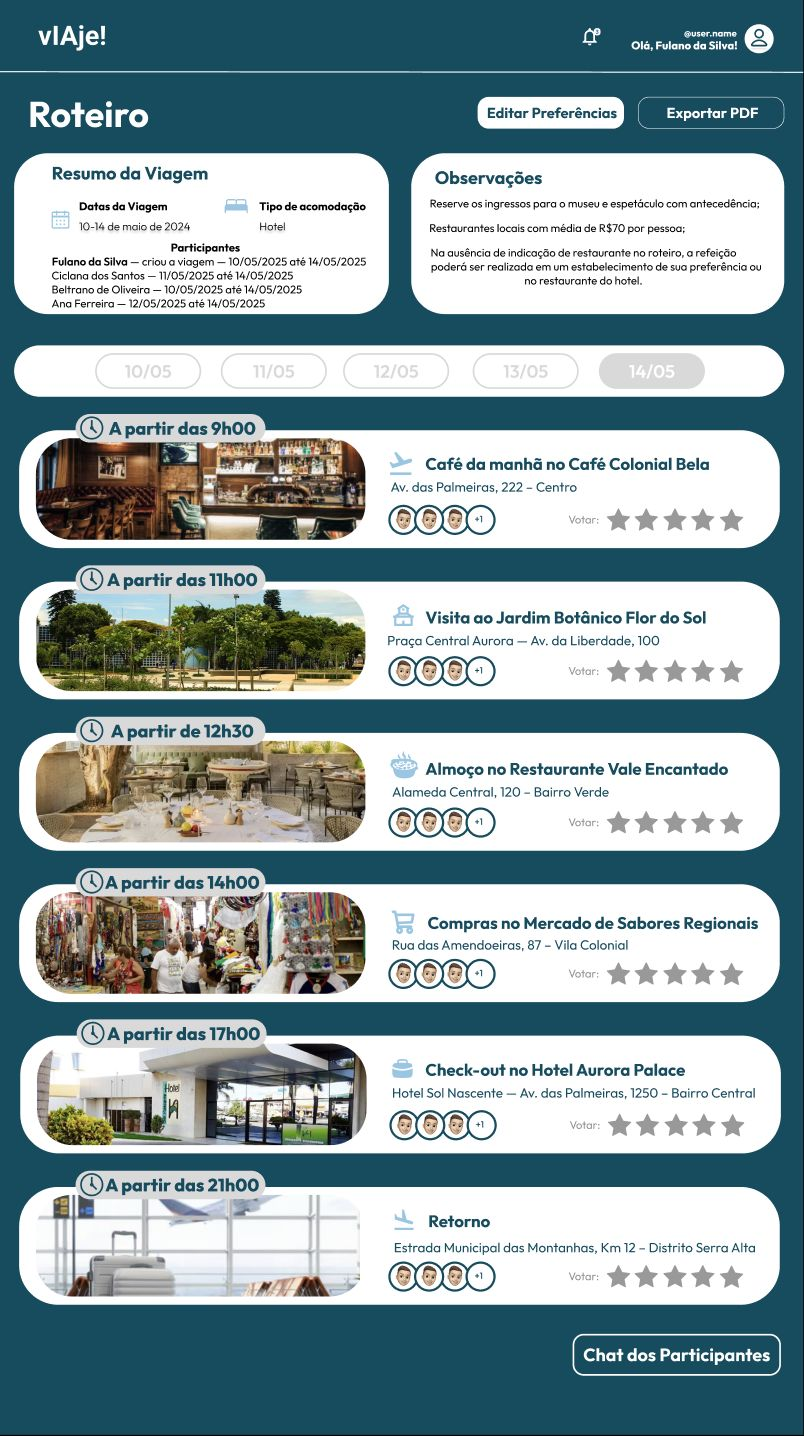 vIAje!
@user.name
Olá, Fulano da Silva!
Roteiro
Editar Preferências
Exportar PDF
Resumo da Viagem
Datas da Viagem
10-14 de maio de 2024
Tipo de acomodação
Hotel
Participantes
Fulano da Silva — criou a viagem — 10/05/2025 até 14/05/2025
Ciclana dos Santos — 11/05/2025 até 14/05/2025
Beltrano de Oliveira — 10/05/2025 até 14/05/2025
Ana Ferreira — 12/05/2025 até 14/05/2025
Observações
Reserve os ingressos para o museu e espetáculo com antecedência;
Restaurantes locais com média de R$70 por pessoa;
Na ausência de indicação de restaurante no roteiro, a refeição
poderá ser realizada em um estabelecimento de sua preferência ou
no restaurante do hotel.
10/05 11/05 12/05 13/05 14/05
A partir das 9h00
Café da manhã no Café Colonial Bela
Av. das Palmeiras, 222 – Centro
+1
Votar:
A partir das 11h00
Visita ao Jardim Botânico Flor do Sol
Praça Central Aurora — Av. da Liberdade, 100
+1
Votar:
A partir de 12h30
Almoço no Restaurante Vale Encantado
Alameda Central, 120 – Bairro Verde
+1
Votar:
A partir das 14h00
Compras no Mercado de Sabores Regionais
Rua das Amendoeiras, 87 – Vila Colonial
+1
Votar:
A partir das 17h00
Hotel
Check-out no Hotel Aurora Palace
Hotel Sol Nascente — Av. das Palmeiras, 1250 – Bairro Central
+1
Votar:
A partir das 21h00
Retorno
Estrada Municipal das Montanhas, Km 12 – Distrito Serra Alta
+1
Votar:
Chat dos Participantes